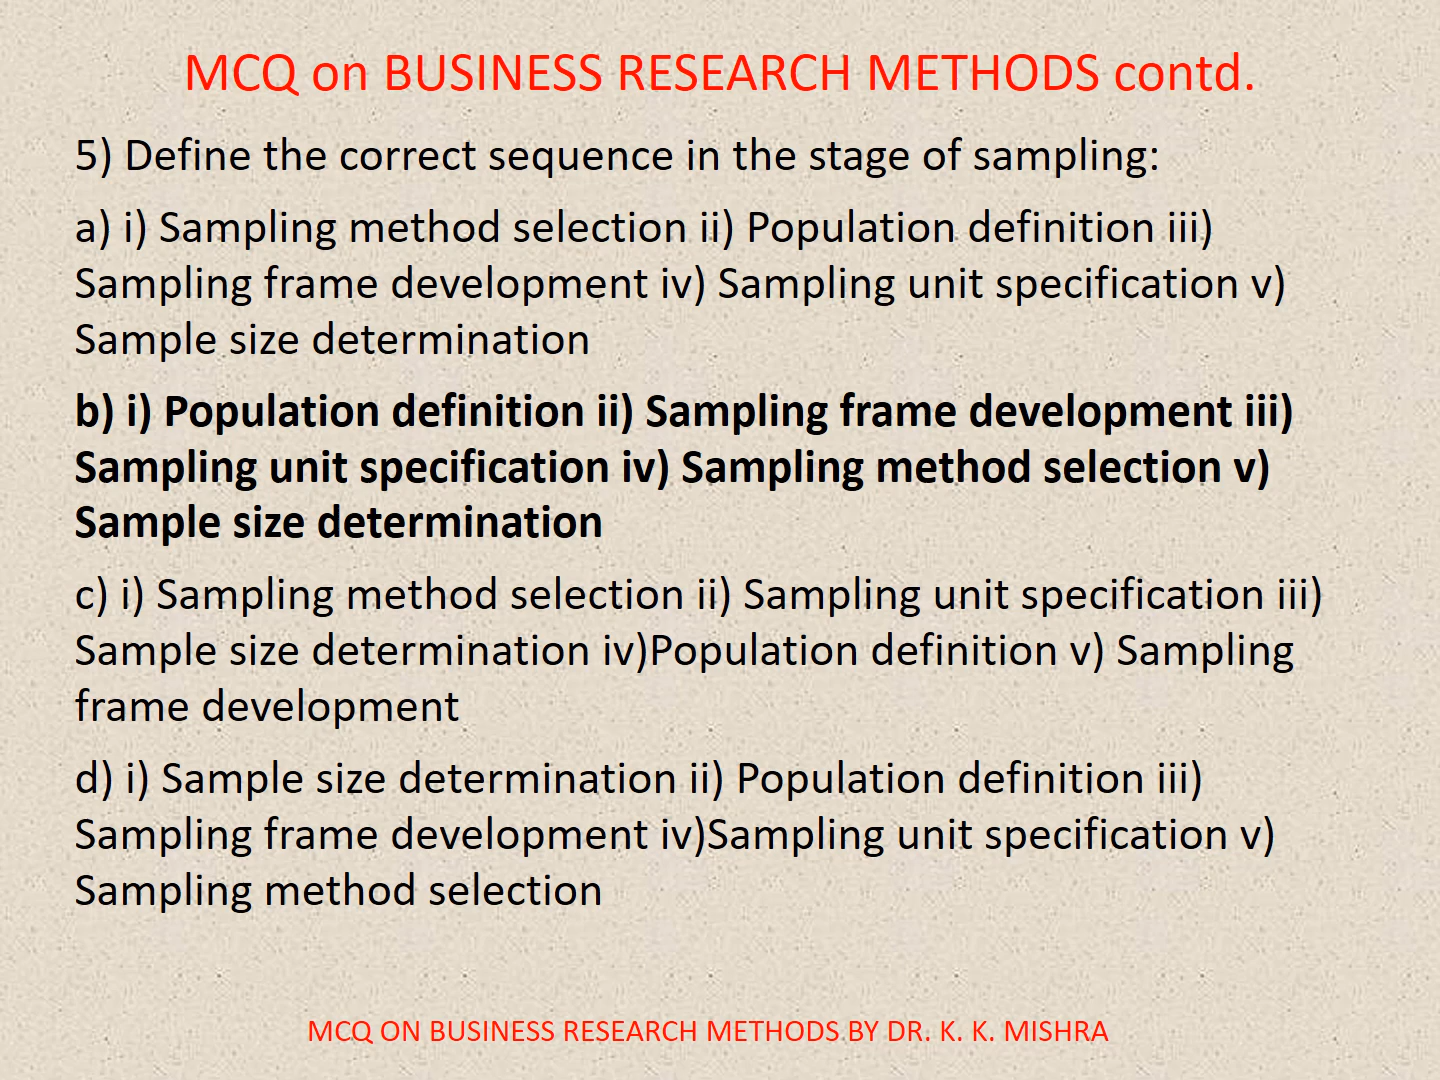 MCQ on BUSINESS RESEARCH METHODS contd.
5) Define the correct sequence in the stage of sampling:
a) i) Sampling method selection ii) Population definition iii)
Sampling frame development iv) Sampling unit specification v)
Sample size determination
b) i) Population definition ii) Sampling frame development iii)
Sampling unit specification iv) Sampling method selection v)
Sample size determination
c) i) Sampling method selection ii) Sampling unit specification iii)
Sample size determination iv)Population definition v) Sampling
frame development
d) i) Sample size determination ii) Population definition iii)
Sampling frame development iv)Sampling unit specification v)
Sampling method selection
MCQ ON BUSINESS RESEARCH METHODS BY DR. K. K. MISHRA